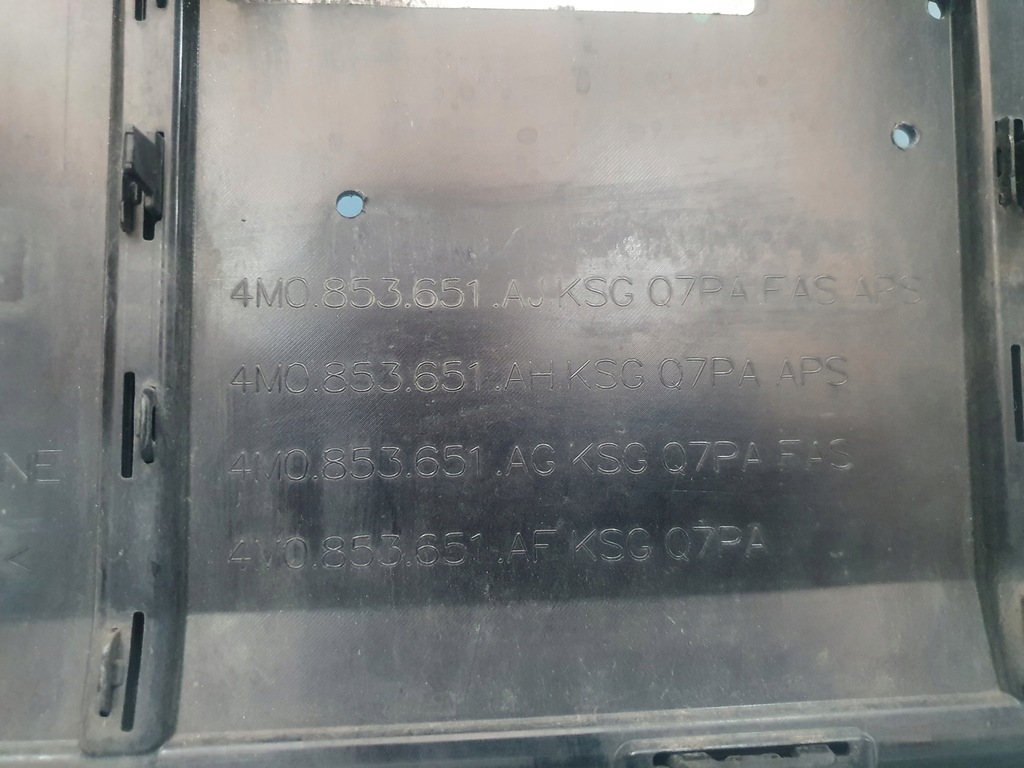 4M0.853.651.AJ KSG Q7PA FAS APS
4M0.853.651.AH KSG Q7PA APS
4M0.853.651.AG KSG Q7PA FAS
NE
4M0.853.651.AF KSG Q7PA
<